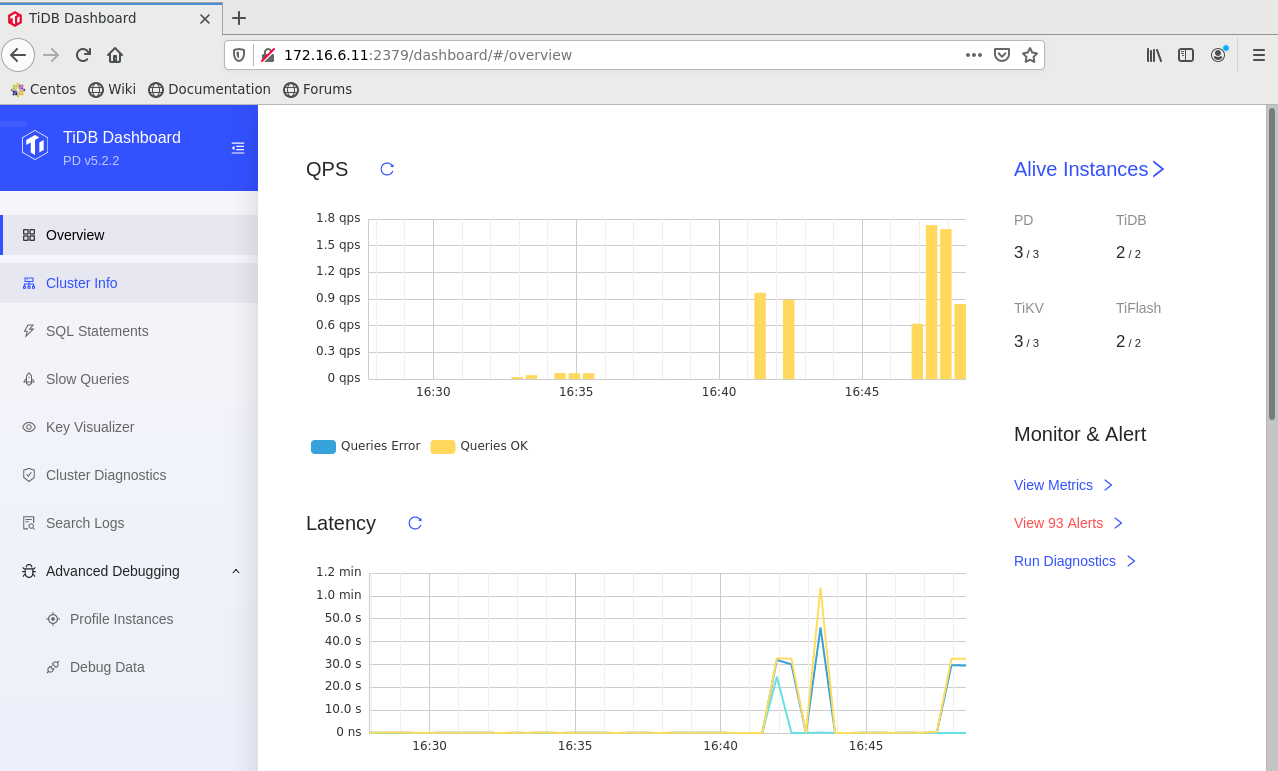 TiDB Dashboard
172.16.6.11:2379/dashboard/#/overview
Centos Wiki Documentation Forums
TiDB Dashboard
PD v5.2.2
Overview
Cluster Info
SQL Statements
Slow Queries
Key Visualizer
Cluster Diagnostics
Search Logs
Advanced Debugging
Profile Instances
Debug Data
QPS
1.8 qps
1.5 qps
1.2 qps
0.9 qps
0.6 qps
0.3 qps
0 qps
16:30 16:35 16:40 16:45
Queries Error Queries OK
Latency
1.2 min
1.0 min
50.0 s
40.0 s
30.0 s
20.0 s
10.0 s
0 ns
16:30 16:35 16:40 16:45
Alive Instances
PD TiDB
3 / 3 2 / 2
TiKV TiFlash
3 / 3 2 / 2
Monitor & Alert
View Metrics
View 93 Alerts
Run Diagnostics